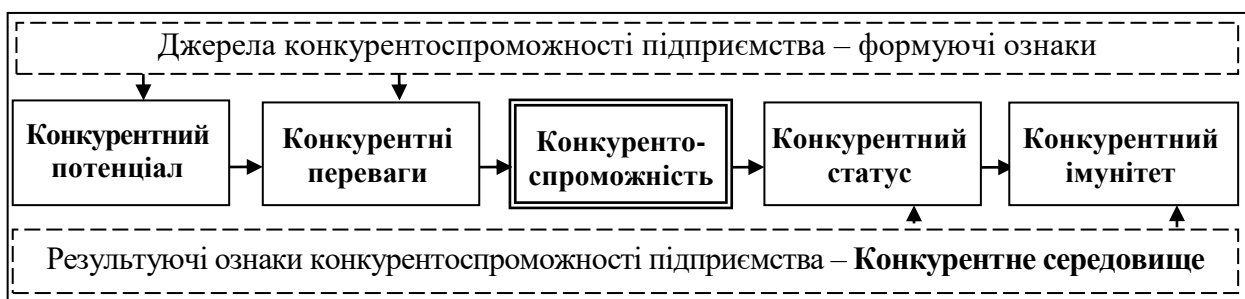 Джерела конкурентоспроможності підприємства – формуючі ознаки
Конкурентний
потенціал
Конкурентні
переваги
Конкуренто-
спроможність
Конкурентний
статус
Конкурентний
імунітет
Результуючі ознаки конкурентоспроможності підприємства – Конкурентне середовище